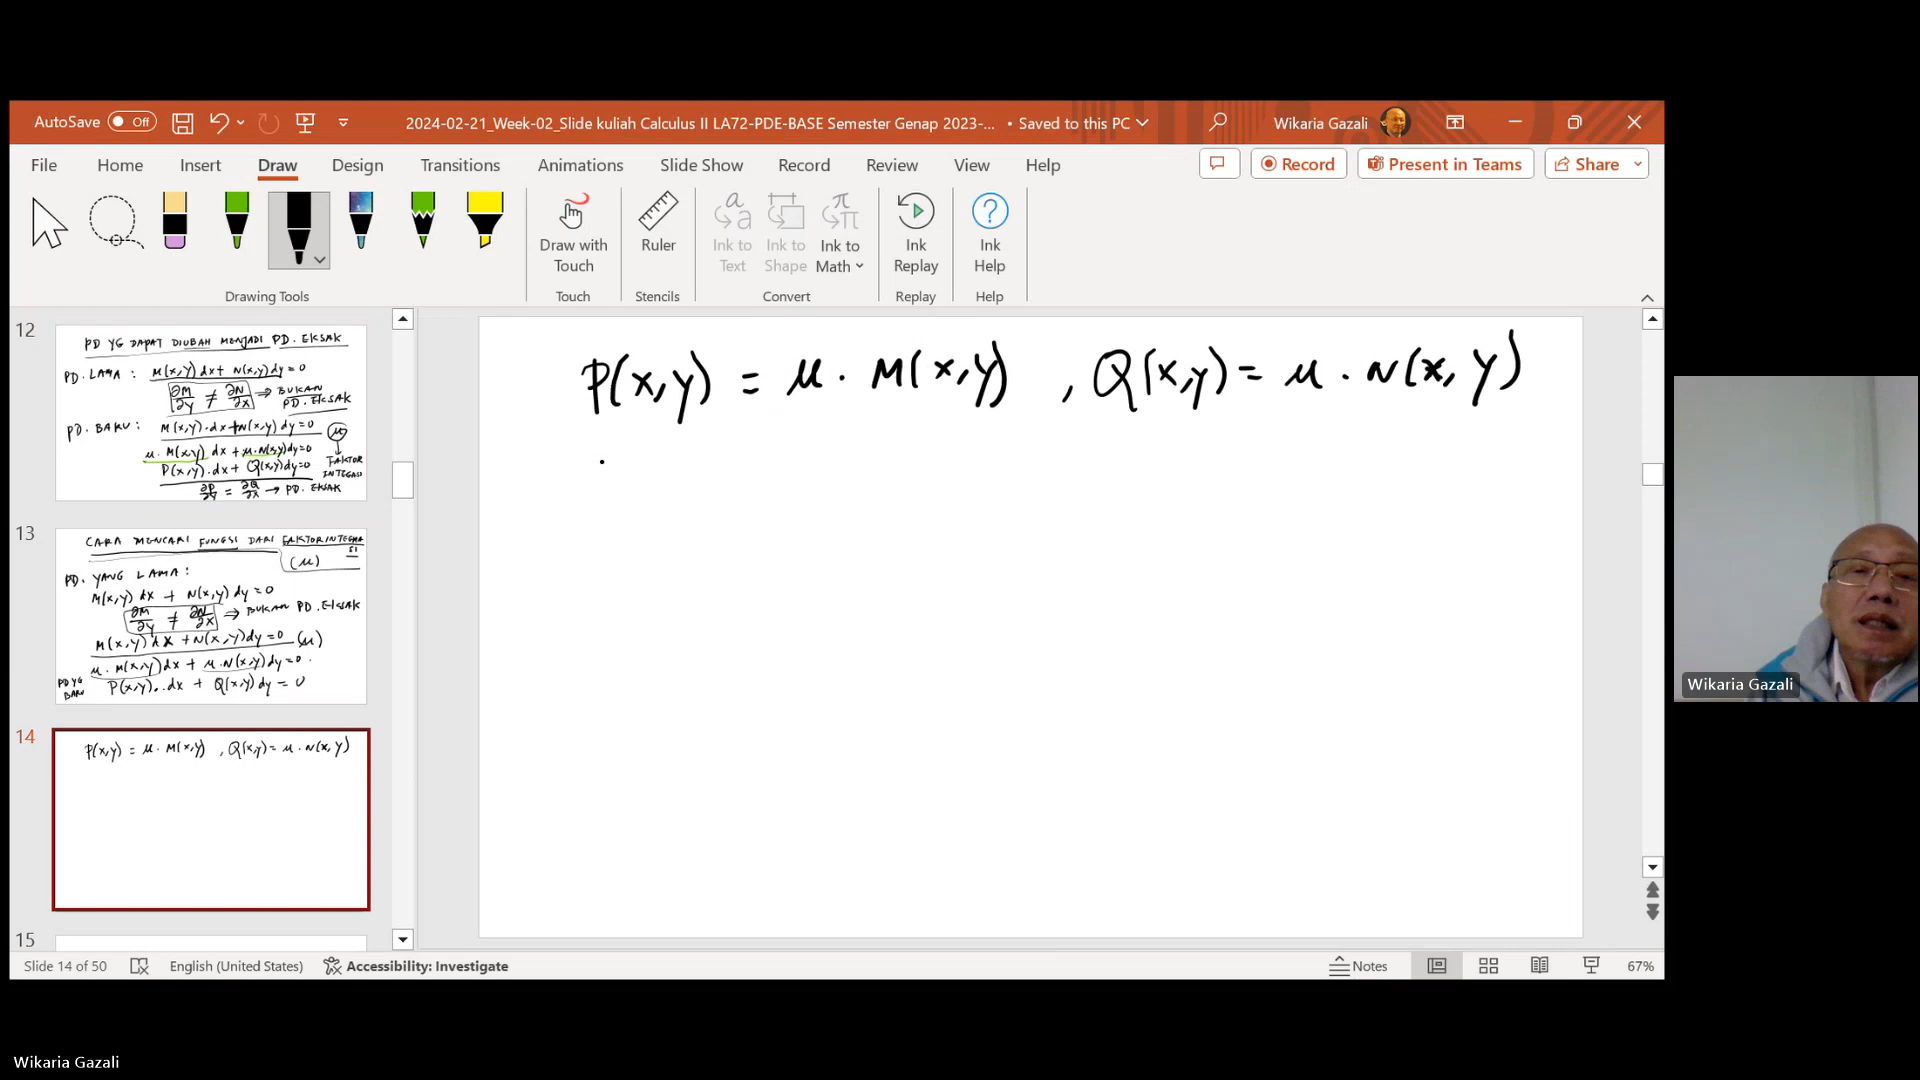 AutoSave Off 2024-02-21_Week-02_Slide kuliah Calculus II LA72-PDE-BASE Semester Genap 2023-... • Saved to this PC Wikaria Gazali
File Home Insert Draw Design Transitions Animations Slide Show Record Review View Help Record Present in Teams Share
Draw with Touch
Ruler
Ink to Text
Ink to Shape
Ink to Math
Ink Replay
Ink Help
Drawing Tools Touch Stencils Convert Replay Help
12
PD YG DAPAT DIUBAH MENJADI PD. EKSAK
PD. LAMA : M(x,y) dx + N(x,y) dy = 0
∂M/∂y ≠ ∂N/∂x → BUKAN PD. EKSAK
PD. BARU : M(x,y) . dx + N(x,y) dy = 0 μ
μ . M(x,y) dx + μ . N(x,y) dy = 0 FAKTOR
P(x,y) . dx + Q(x,y) dy = 0
∂P/∂y = ∂Q/∂x → PD. EKSAK
13
CARA MENCARI FUNGSI DARI
(μ)
PD. YANG LAMA :
M(x,y) dx + N(x,y) dy = 0
∂M/∂y ≠ ∂N/∂x ⇒ BUKAN PD. EKSAK
M(x,y) dx + N(x,y) dy = 0 (μ)
μ . M(x,y) dx + μ . N(x,y) dy = 0 .
PD YG BARU P(x,y) . dx + Q(x,y) dy = 0
14
P(x,y) = μ . M(x,y) , Q(x,y) = μ . N(x,y)
15
P(x,y) = μ . M(x,y) , Q(x,y) = μ . N(x,y)
Wikaria Gazali
Slide 14 of 50 English (United States) Accessibility: Investigate Notes 67%
Wikaria Gazali